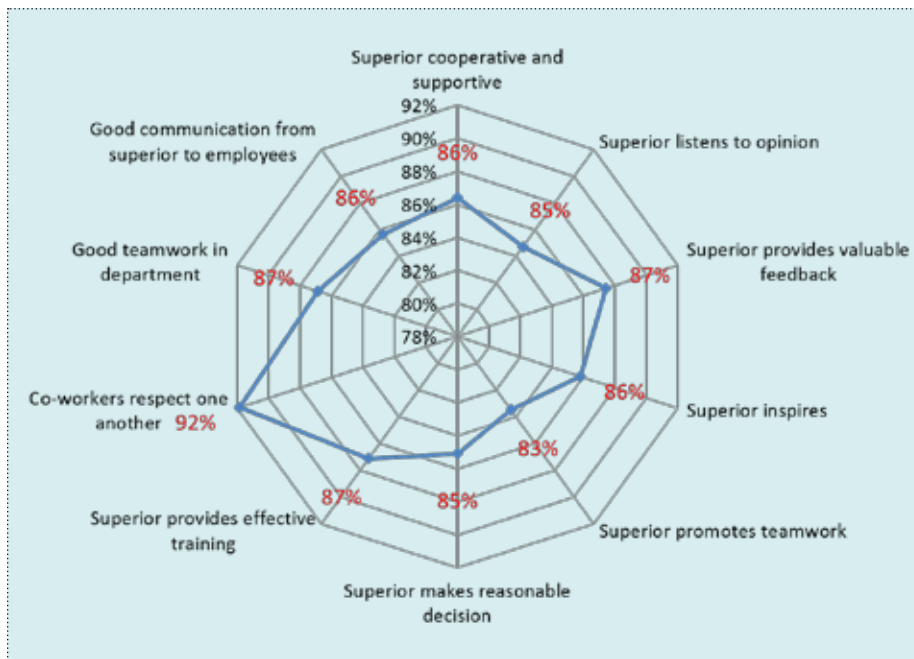 Superior cooperative and
supportive
92%
Good communication from
superior to employees
90%
Superior listens to opinion
86%
88%
86%
85%
86%
Good teamwork in
department
84%
Superior provides valuable
feedback
87%
87%
82%
80%
78%
Co-workers respect one
another 92%
86%
Superior inspires
83%
Superior provides effective
training
87%
85%
Superior promotes teamwork
Superior makes reasonable
decision